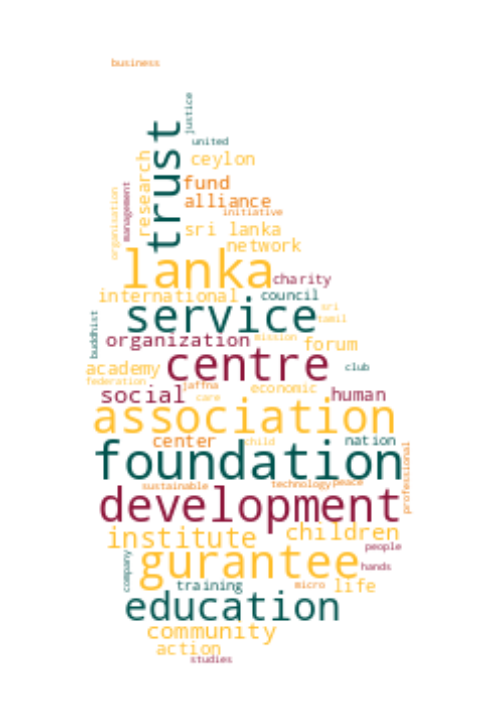 business
justice
trust
united
research
ceylon
management
fund
organisation
alliance
initiative
sri lanka
network
lanka
charity
international
council
service
sri
tamil
buddhist
organization
mission
forum
centre
academy
club
federation
jaffna
economic
social
care
human
association
center
child
nation
foundation
professional
sustainable
technology
peace
development
children
institute
people
gurantee
hands
company
training
micro
life
education
community
action
studies